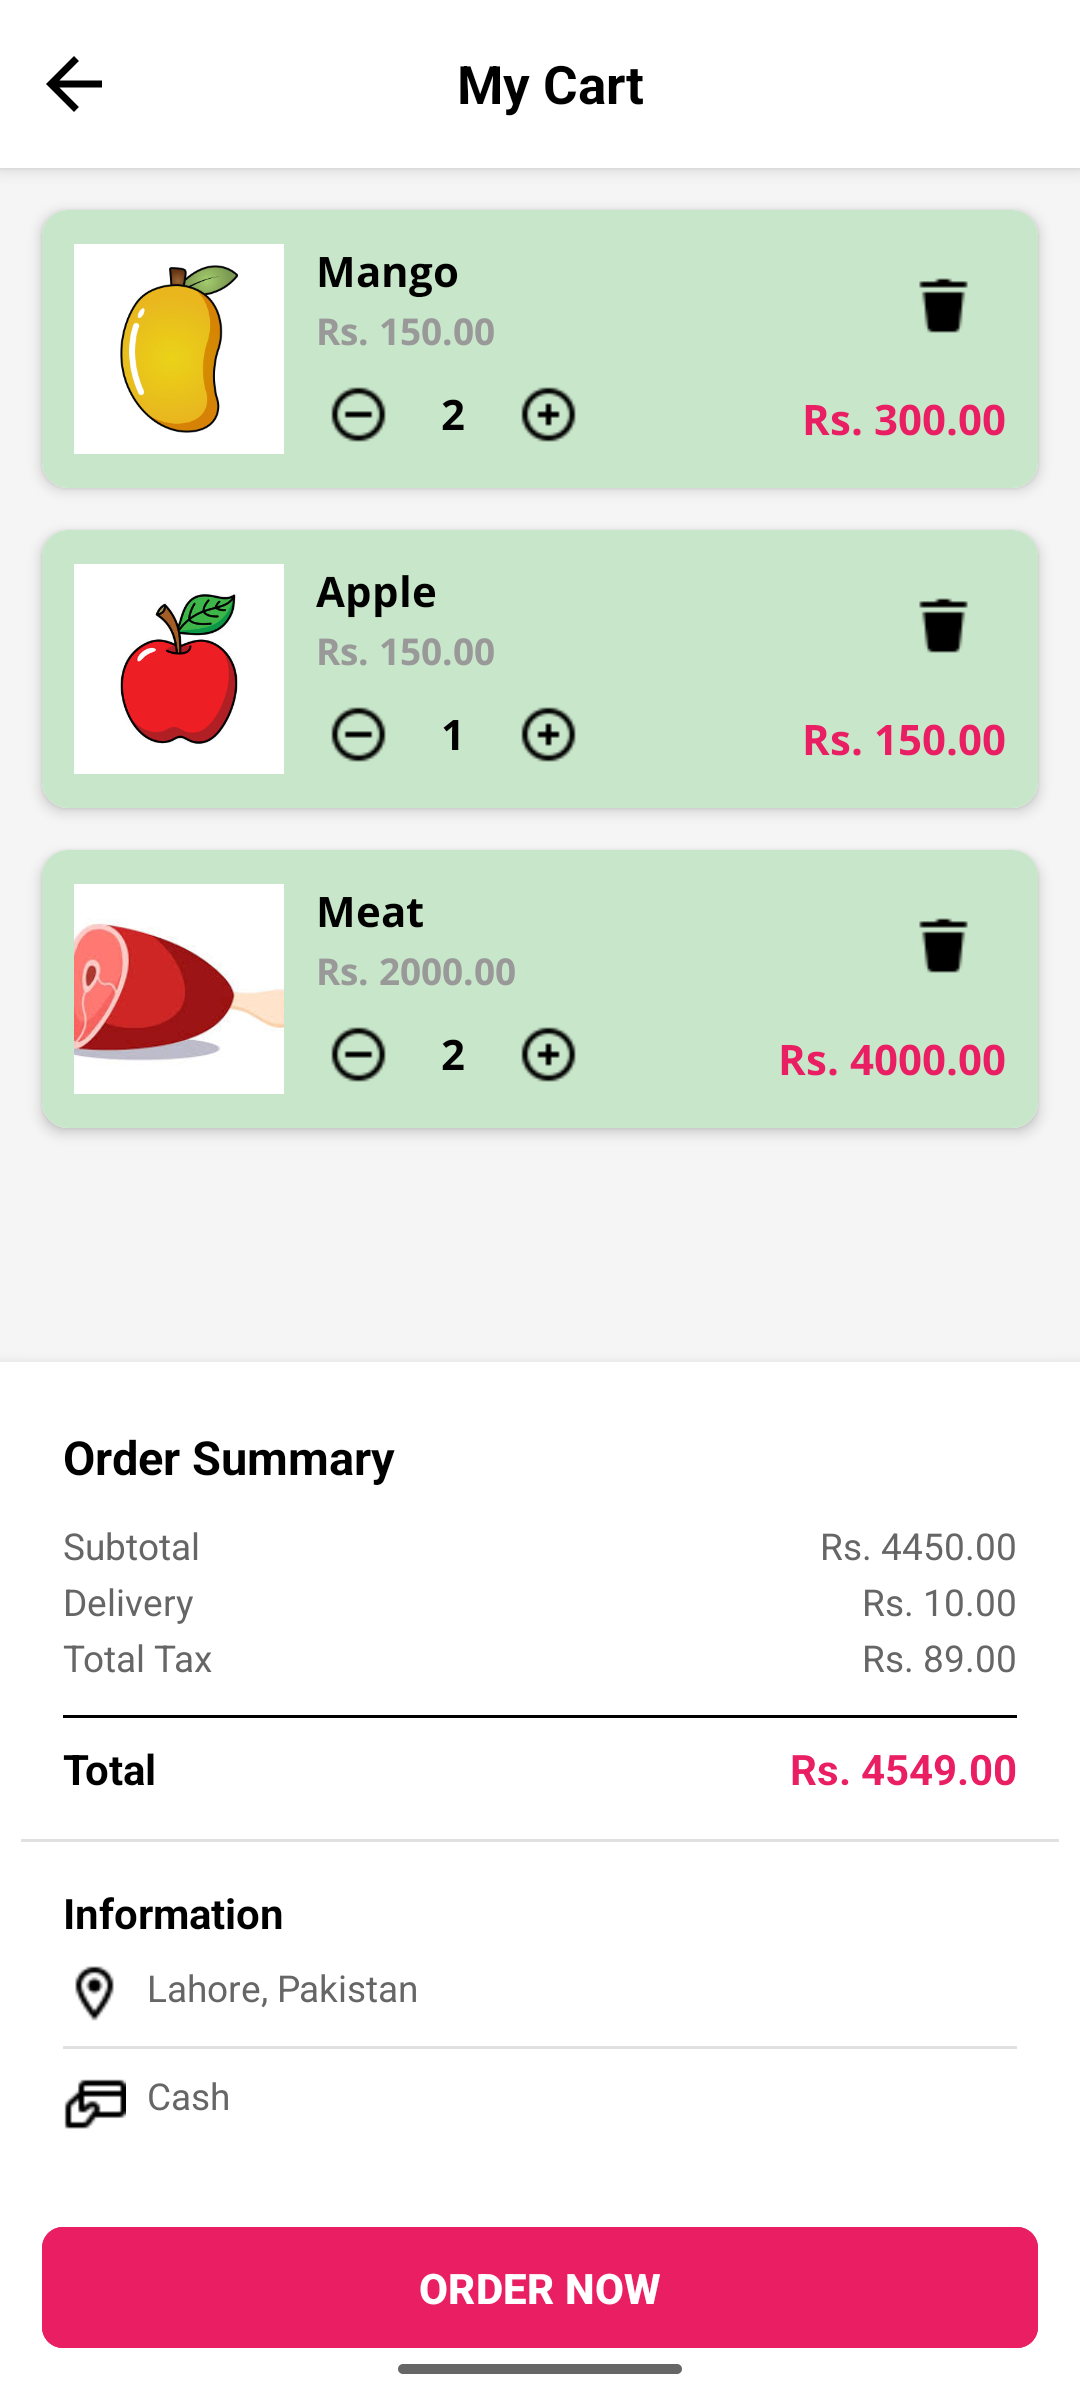 My Cart
Mango
Rs. 150.00
2
Rs. 300.00
Apple
Rs. 150.00
1
Rs. 150.00
Meat
Rs. 2000.00
2
Rs. 4000.00
Order Summary
Subtotal Rs. 4450.00
Delivery Rs. 10.00
Total Tax Rs. 89.00
Total Rs. 4549.00
Information
Lahore, Pakistan
Cash
ORDER NOW